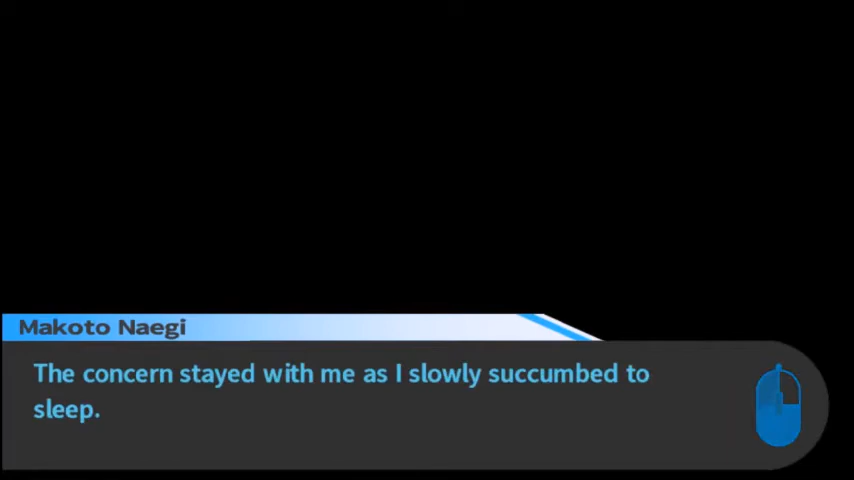 Makoto Naegi
The concern stayed with me as I slowly succumbed to
sleep.